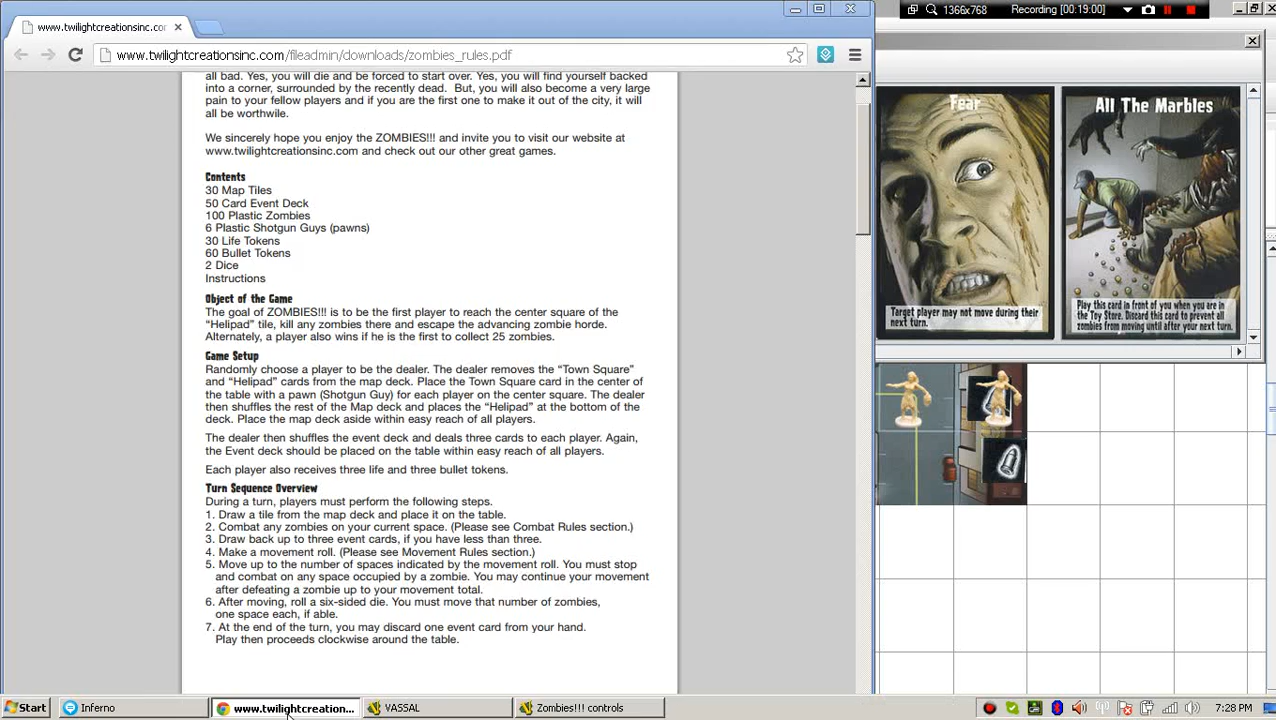 www.twilightcreationsinc.com
1366x768
Recording [00:19:00]
www.twilightcreationsinc.com/fileadmin/downloads/zombies_rules.pdf
all bad. Yes, you will die and be forced to start over. Yes, you will find yourself backed
into a corner, surrounded by the recently dead. But, you will also become a very large
pain to your fellow players and if you are the first one to make it out of the city, it will
all be worthwile.
We sincerely hope you enjoy the ZOMBIES!!! and invite you to visit our website at
www.twilightcreationsinc.com and check out our other great games.
Contents
30 Map Tiles
50 Card Event Deck
100 Plastic Zombies
6 Plastic Shotgun Guys (pawns)
30 Life Tokens
60 Bullet Tokens
2 Dice
Instructions
Object of the Game
The goal of ZOMBIES!!! is to be the first player to reach the center square of the
“Helipad” tile, kill any zombies there and escape the advancing zombie horde.
Alternately, a player also wins if he is the first to collect 25 zombies.
Game Setup
Randomly choose a player to be the dealer. The dealer removes the “Town Square”
and “Helipad” cards from the map deck. Place the Town Square card in the center of
the table with a pawn (Shotgun Guy) for each player on the center square. The dealer
then shuffles the rest of the Map deck and places the “Helipad” at the bottom of the
deck. Place the map deck aside within easy reach of all players.
The dealer then shuffles the event deck and deals three cards to each player. Again,
the Event deck should be placed on the table within easy reach of all players.
Each player also receives three life and three bullet tokens.
Turn Sequence Overview
During a turn, players must perform the following steps.
1. Draw a tile from the map deck and place it on the table.
2. Combat any zombies on your current space. (Please see Combat Rules section.)
3. Draw back up to three event cards, if you have less than three.
4. Make a movement roll. (Please see Movement Rules section.)
5. Move up to the number of spaces indicated by the movement roll. You must stop
and combat on any space occupied by a zombie. You may continue your movement
after defeating a zombie up to your movement total.
6. After moving, roll a six-sided die. You must move that number of zombies,
one space each, if able.
7. At the end of the turn, you may discard one event card from your hand.
Play then proceeds clockwise around the table.
Fear
Target player may not move during their
next turn.
All The Marbles
Play this card in front of you when you are in
the Toy Store. Discard this card to prevent all
zombies from moving until after your next turn.
Start
Inferno
www.twilightcreation...
VASSAL
Zombies!!! controls
7:28 PM